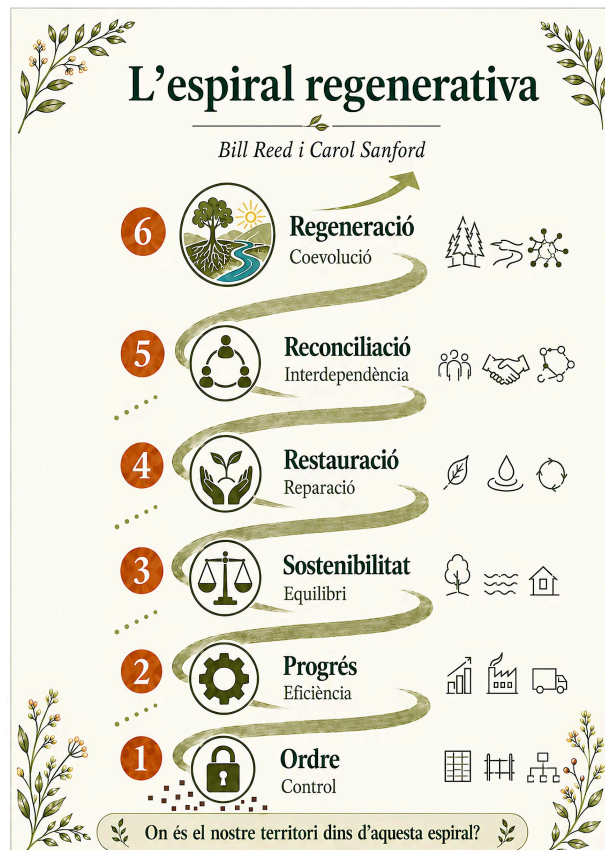 L'espiral regenerativa
Bill Reed i Carol Sanford
6
Regeneració
Coevolució
5
Reconciliació
Interdependència
4
Restauració
Reparació
3
Sostenibilitat
Equilibri
2
Progrés
Eficiència
1
Ordre
Control
On és el nostre territori dins d'aquesta espiral?